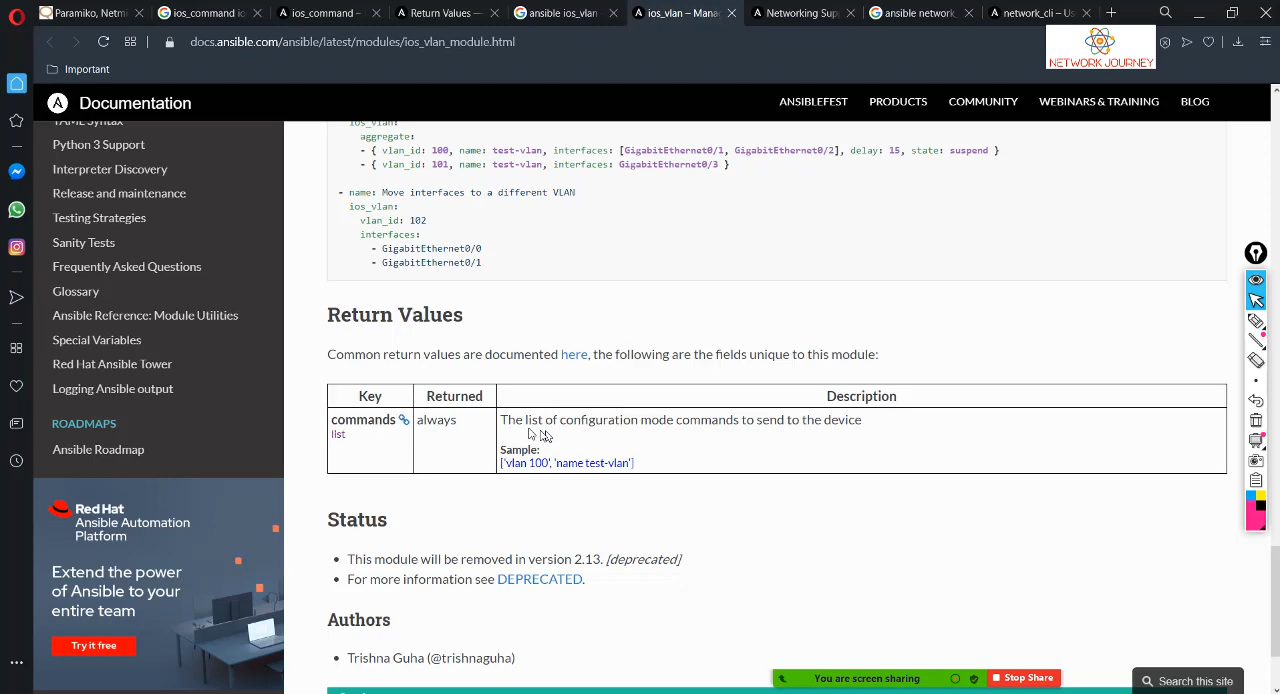 Paramiko, Netm
ios_command io
ios_command –
Return Values —
ansible ios_vlan
ios_vlan – Mana
Networking Sup
ansible network_
network_cli – Us
docs.ansible.com/ansible/latest/modules/ios_vlan_module.html
NETWORK JOURNEY
Important
A Documentation
ANSIBLEFEST PRODUCTS COMMUNITY WEBINARS & TRAINING BLOG
YAML Syntax
Python 3 Support
Interpreter Discovery
Release and maintenance
Testing Strategies
Sanity Tests
Frequently Asked Questions
Glossary
Ansible Reference: Module Utilities
Special Variables
Red Hat Ansible Tower
Logging Ansible output
ROADMAPS
Ansible Roadmap
Red Hat
Ansible Automation
Platform
Extend the power
of Ansible to your
entire team
Try it free
ios_vlan:
aggregate:
- { vlan_id: 100, name: test-vlan, interfaces: [GigabitEthernet0/1, GigabitEthernet0/2], delay: 15, state: suspend }
- { vlan_id: 101, name: test-vlan, interfaces: GigabitEthernet0/3 }
- name: Move interfaces to a different VLAN
ios_vlan:
vlan_id: 102
interfaces:
- GigabitEthernet0/0
- GigabitEthernet0/1
Return Values
Common return values are documented here, the following are the fields unique to this module:
Key Returned Description
commands always The list of configuration mode commands to send to the device
list
Sample:
['vlan 100', 'name test-vlan']
Status
• This module will be removed in version 2.13. [deprecated]
• For more information see DEPRECATED.
Authors
• Trishna Guha (@trishnaguha)
You are screen sharing Stop Share
Search this site